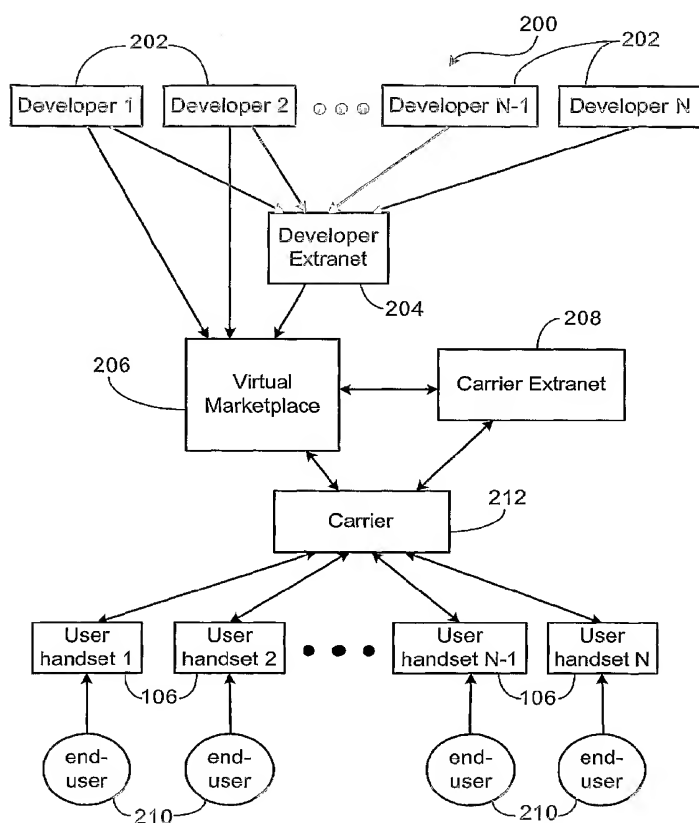 202
200
202
Developer 1
Developer 2
Developer N-1
Developer N
Developer
Extranet
204
208
206
Virtual
Marketplace
Carrier Extranet
212
Carrier
User
handset 1
User
handset 2
User
handset N-1
User
handset N
106
106
end-
user
end-
user
end-
user
end-
user
210
210